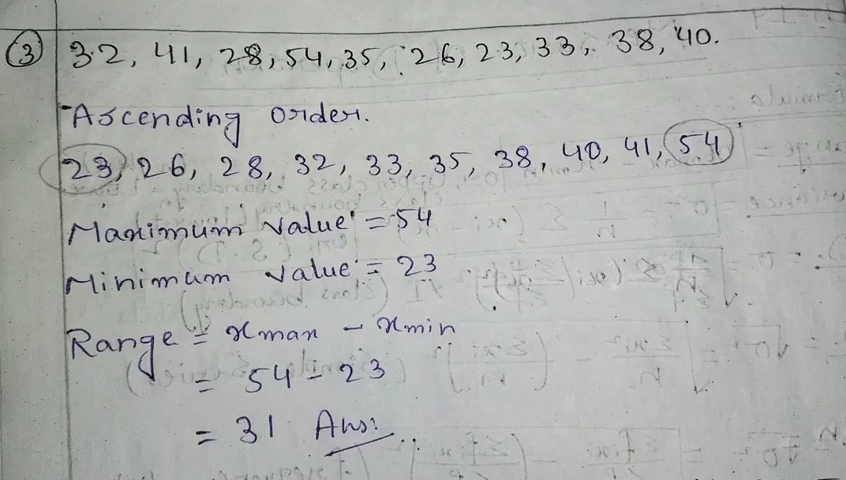 ③ 32, 41, 28, 54, 35, 26, 23, 33, 38, 40.
Ascending order.
23, 26, 28, 32, 33, 35, 38, 40, 41, 54
Maximum value = 54
Minimum value = 23
Range = xmax - xmin
= 54 - 23
= 31 Ans: